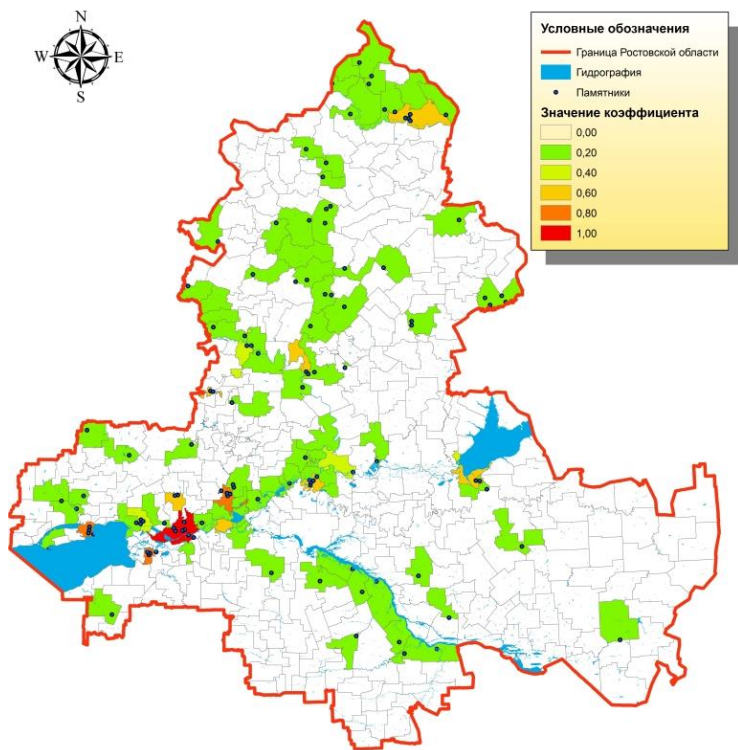 N
W E
S
Условные обозначения
Граница Ростовской области
Гидрография
Памятники
Значение коэффициента
0,00
0,20
0,40
0,60
0,80
1,00